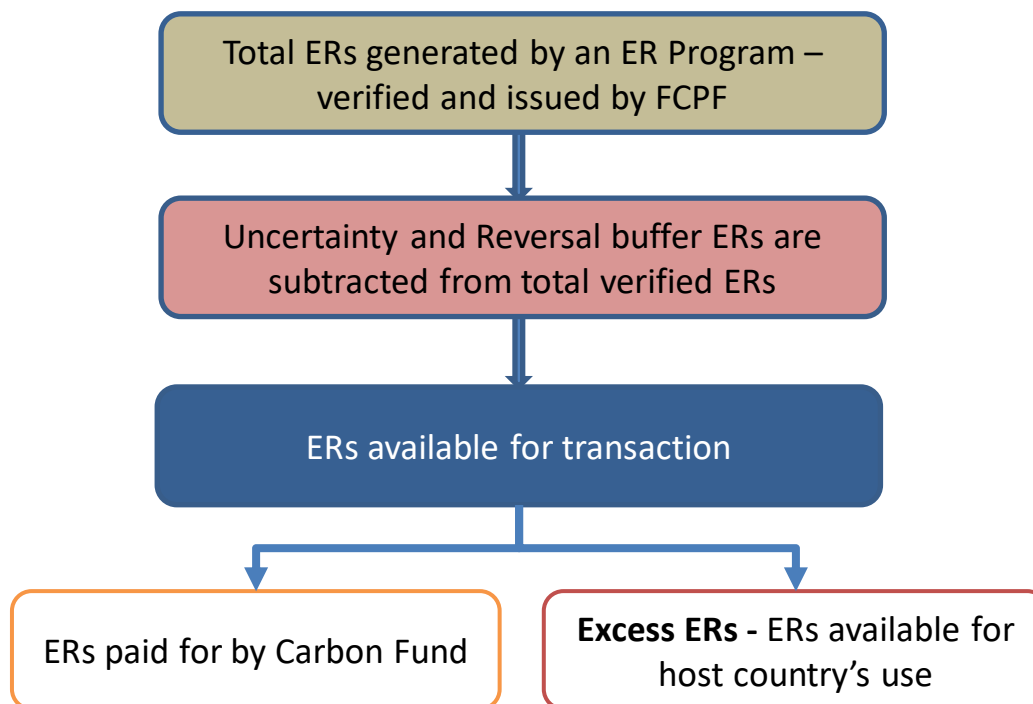 Total ERs generated by an ER Program –
verified and issued by FCPF
Uncertainty and Reversal buffer ERs are
subtracted from total verified ERs
ERs available for transaction
ERs paid for by Carbon Fund
Excess ERs - ERs available for
host country’s use